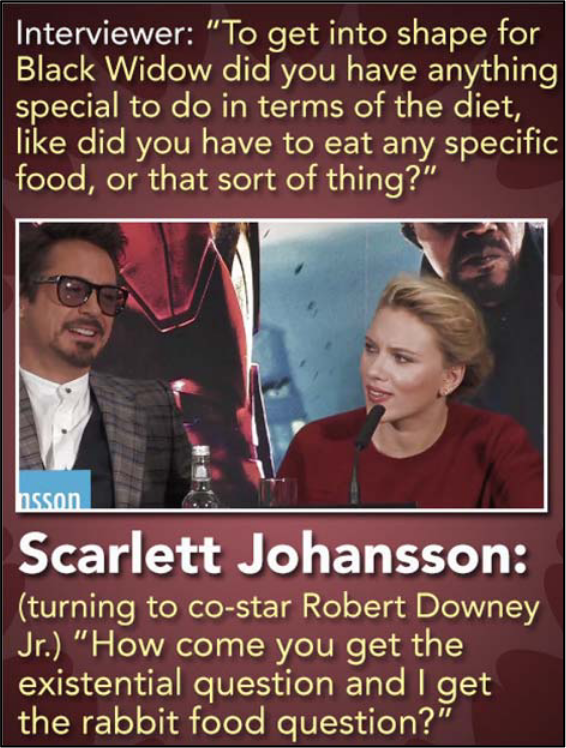 Interviewer: “To get into shape for
Black Widow did you have anything
special to do in terms of the diet,
like did you have to eat any specific
food, or that sort of thing?”
nsson
Scarlett Johansson:
(turning to co-star Robert Downey
Jr.) “How come you get the
existential question and I get
the rabbit food question?”